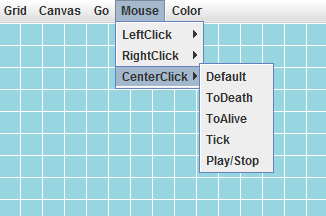 Grid Canvas Go Mouse Color
LeftClick
RightClick
CenterClick
Default
ToDeath
ToAlive
Tick
Play/Stop